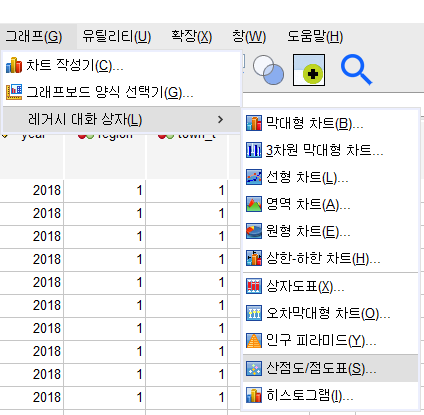 그래프(G) 유틸리티(U) 확장(X) 창(W) 도움말(H)
차트 작성기(C)...
그래프보드 양식 선택기(G)...
레거시 대화 상자(L)
year region town_t
막대형 차트(B)...
3차원 막대형 차트...
선형 차트(L)...
영역 차트(A)...
원형 차트(E)...
상한-하한 차트(H)...
상자도표(X)...
오차막대형 차트(O)...
인구 피라미드(Y)...
산점도/점도표(S)...
히스토그램(I)...
2018 1 1
2018 1 1
2018 1 1
2018 1 1
2018 1 1
2018 1 1
2018 1 1
2018 1 1
2018 1 1
2018 1 1